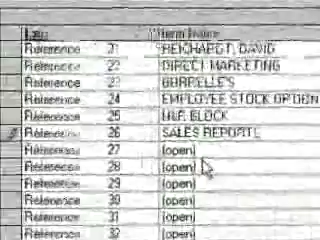 Item Name
Reference 21 REICHARDT, DAVID
Reference 22 DIRECT MARKETING
Reference 23 BURRELLE'S
Reference 24 EMPLOYEE STOCK OPTION
Reference 25 BLOCK
Reference 26 SALES REPORTS
Reference 27 (open)
Reference 28 (open)
Reference 29 (open)
Reference 30 (open)
Reference 31 (open)
Reference 32 (open)